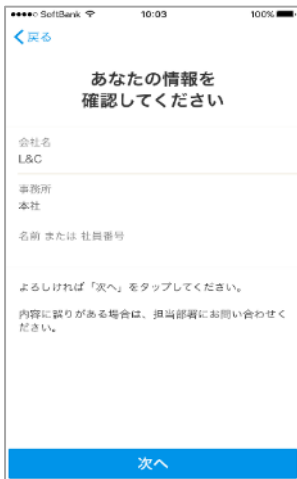 SoftBank 10:03 100%
戻る
あなたの情報を
確認してください
会社名
L&C
事務所
本社
名前 または 社員番号
よろしければ「次へ」をタップしてください。
内容に誤りがある場合は、担当部署にお問い合わせく
ださい。
次へ